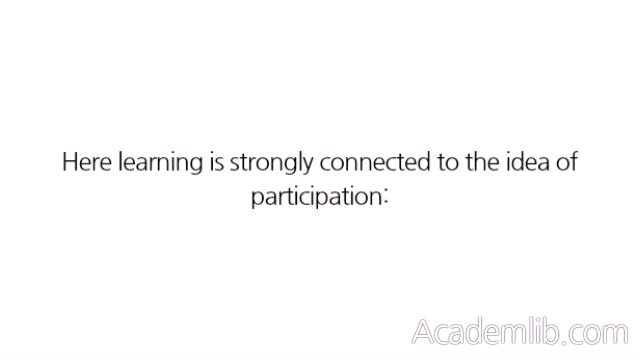 Here learning is strongly connected to the idea of
participation:
Academlib.com